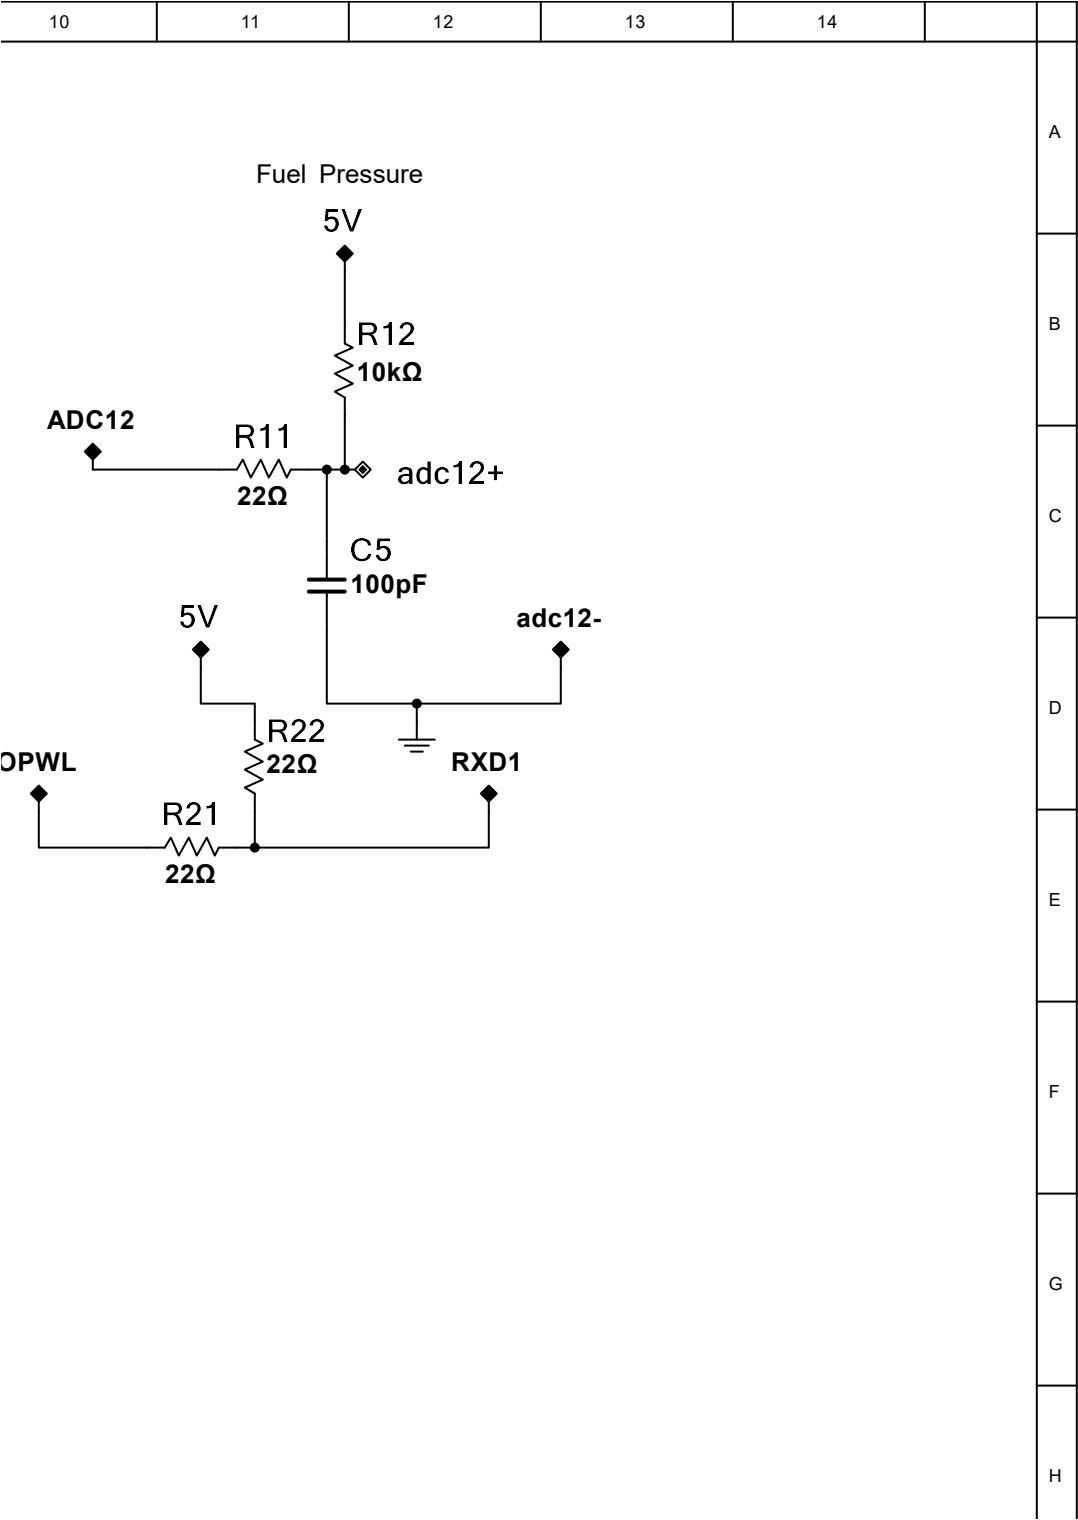 10 11 12 13 14
A
Fuel Pressure
5V
B
R12
10kΩ
ADC12
R11
22Ω
adc12+
C
C5
100pF
5V
adc12-
D
R22
22Ω
OPWL
RXD1
R21
22Ω
E
F
G
H